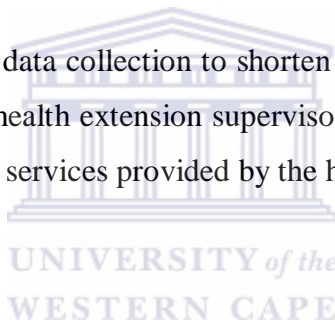 data collection to shorten
health extension superviso
services provided by the h
UNIVERSITY of the
WESTERN CAPE